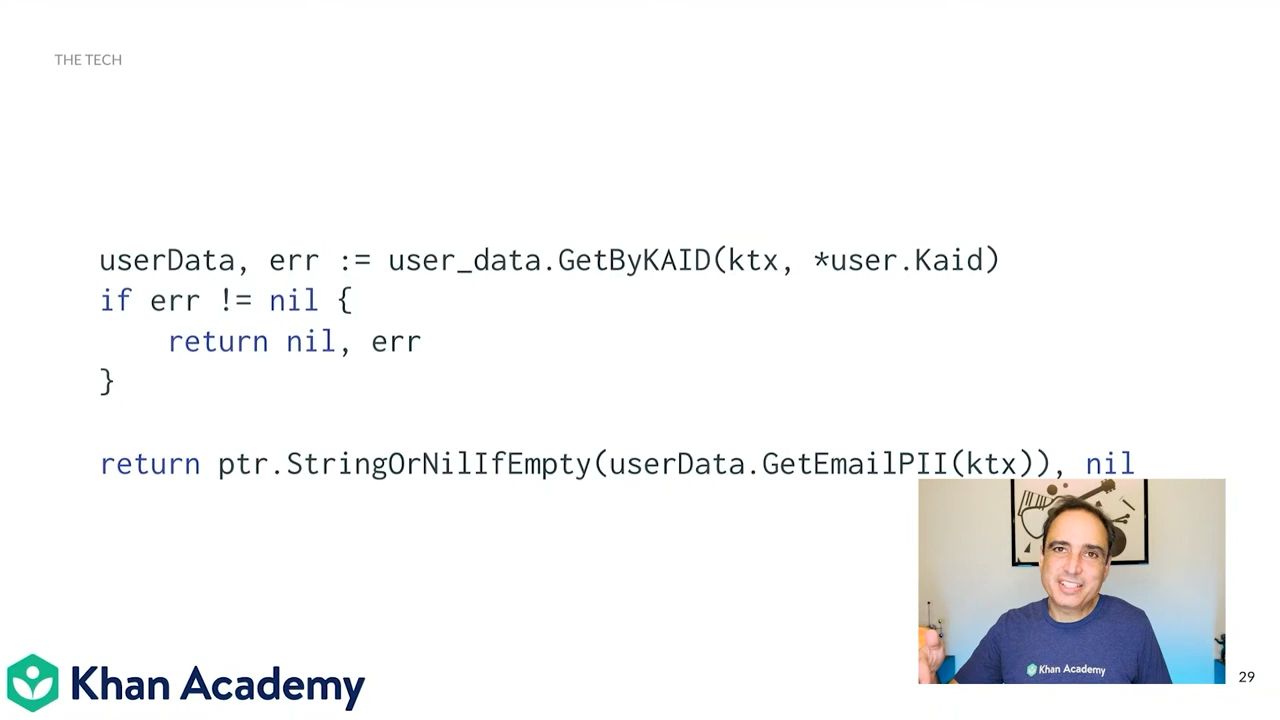 THE TECH
userData, err := user_data.GetByKAID(ktx, *user.Kaid)
if err != nil {
    return nil, err
}
return ptr.StringOrNilIfEmpty(userData.GetEmailPII(ktx)), nil
Khan Academy
Khan Academy
29